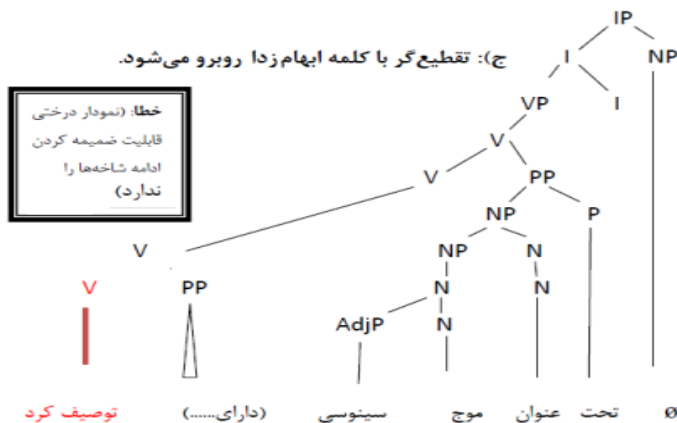 IP
ج): تقطیع‌گر با کلمه ابهام‌زدا روبرو می‌شود.
I NP
خطا: (نمودار درختی
قابلیت ضمیمه کردن
ادامه شاخه‌ها را
ندارد)
VP I
V
V PP
NP P
V NP N
V PP N N
AdjP N
توصیف کرد (دارای......) سینوسی موج عنوان تحت ø